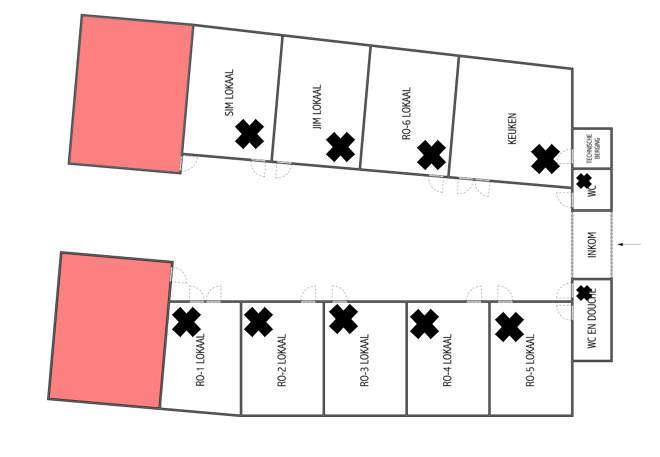 SIM LOKAAL
JIM LOKAAL
RO-6 LOKAAL
KEUKEN
TECHNISCHE
BERGING
WC
INKOM
WC EN DOUCHE
RO-1 LOKAAL
RO-2 LOKAAL
RO-3 LOKAAL
RO-4 LOKAAL
RO-5 LOKAAL